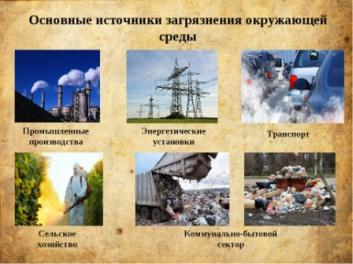 Основные источники загрязнения окружающей
среды
Промышленные
производства
Энергетические
установки
Транспорт
Сельское
хозяйство
Коммунально-бытовой
сектор